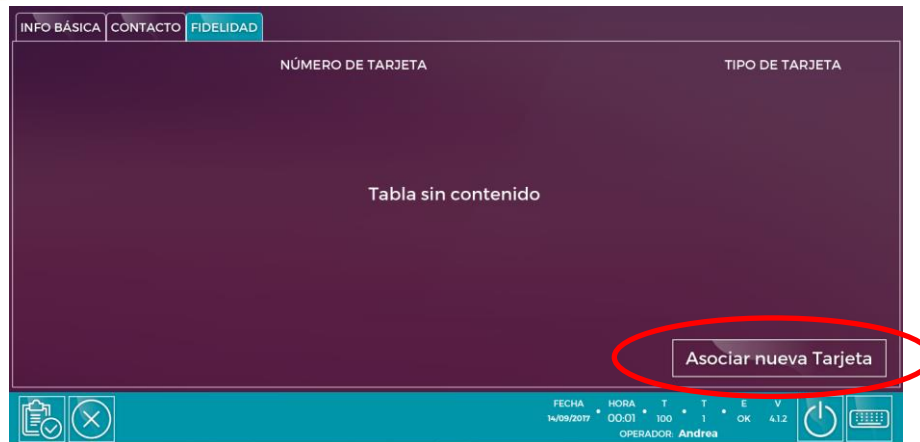 INFO BÁSICA CONTACTO FIDELIDAD
NÚMERO DE TARJETA TIPO DE TARJETA
Tabla sin contenido
Asociar nueva Tarjeta
FECHA HORA T T E V
14/09/2017 • 00:01 • 100 • 1 • OK 4.1.2
OPERADOR: Andrea